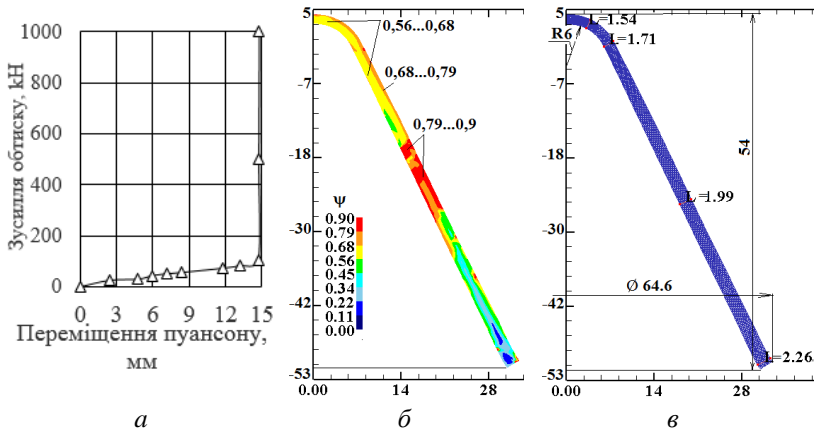 1000
800
600
400
200
0
Зусилля обтиску, kH
0 3 6 9 12 15
Переміщення пуансону,
мм
а
5
-7
-18
-30
-42
-53
0,56...0,68
0,68...0,79
0,79...0,9
Ψ
0.90
0.79
0.68
0.56
0.45
0.34
0.22
0.11
0.00
0.00 14 28
б
5
-7
-18
-30
-42
-53
R6
L=1.54
L=1.71
54
L=1.99
Ø 64.6
L=2.26
0.00 14 28
в